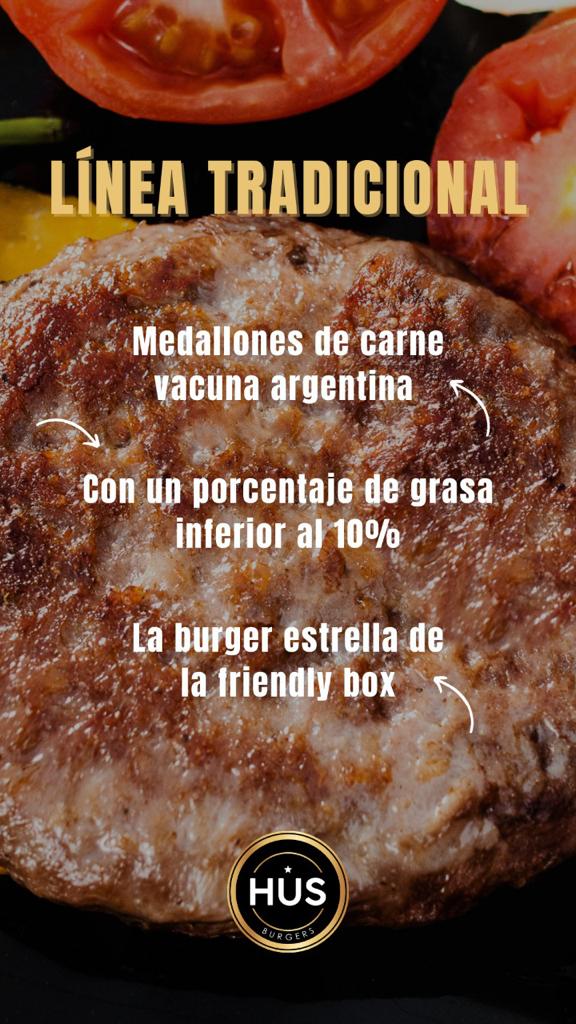 LÍNEA TRADICIONAL
Medallones de carne
vacuna argentina
Con un porcentaje de grasa
inferior al 10%
La burger estrella de
la friendly box
HUS
BURGERS